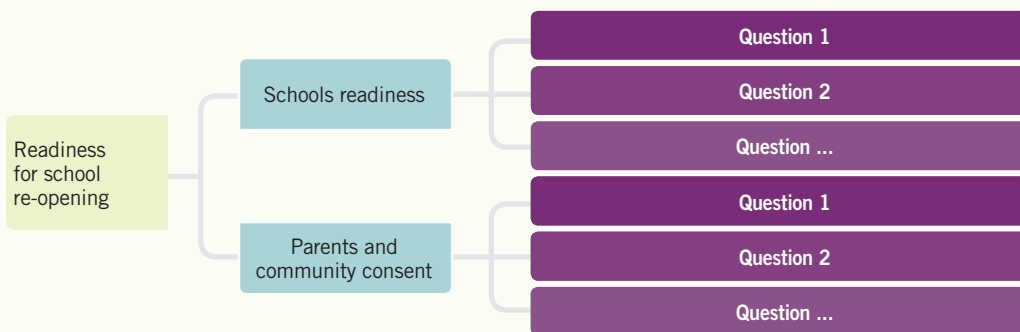 Readiness
for school
re-opening
Schools readiness
Question 1
Question 2
Question ...
Parents and
community consent
Question 1
Question 2
Question ...